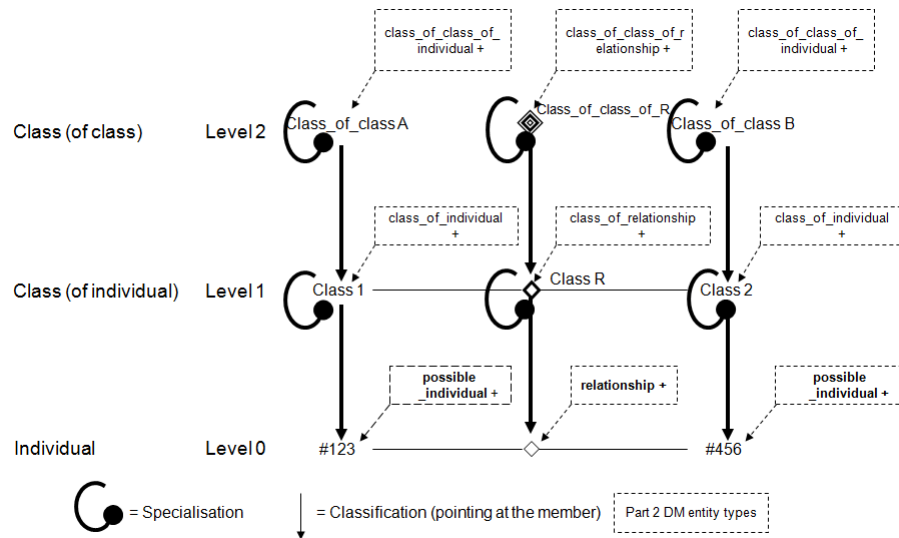 class_of_class_of_
individual +
class_of_class_of_r
elationship +
class_of_class_of_
individual +
Class (of class)
Level 2
Class_of_class A
Class_of_class_of_R
Class_of_class B
class_of_individual
+
class_of_relationship
+
class_of_individual
+
Class (of individual)
Level 1
Class 1
Class R
Class 2
possible
_individual +
relationship +
possible
_individual +
Individual
Level 0
#123
#456
= Specialisation
= Classification (pointing at the member)
Part 2 DM entity types